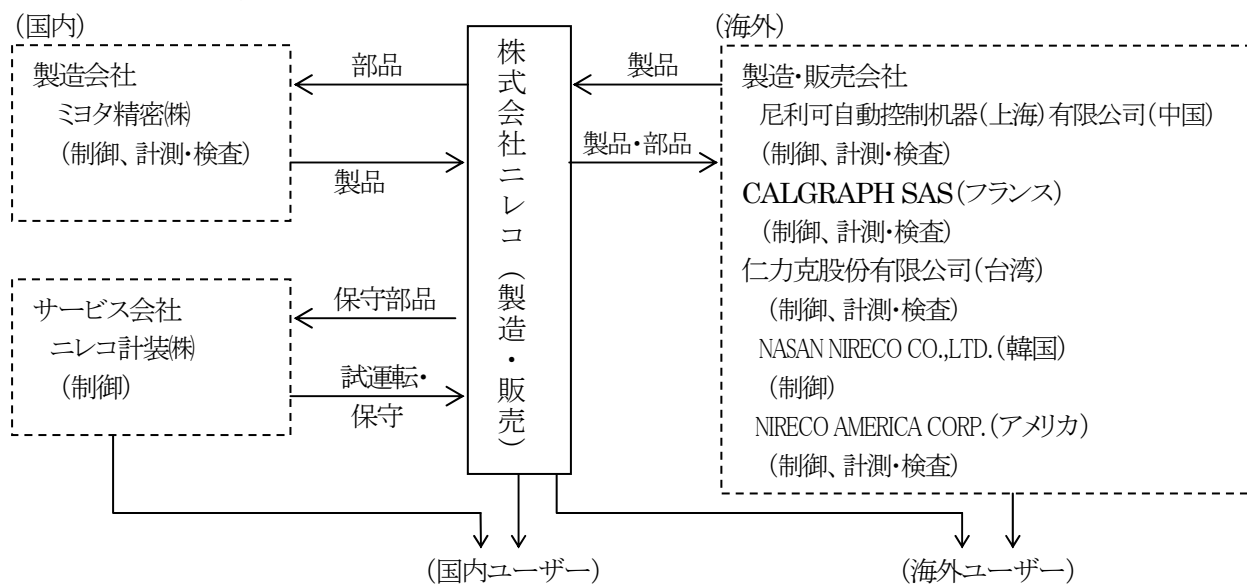 (国内)
製造会社
ミヨタ精密㈱
(制御、計測・検査)
部品
製品
サービス会社
ニレコ計装㈱
(制御)
保守部品
試運転・
保守
株式会社ニレコ(製造・販売)
製品
製品・部品
(海外)
製造・販売会社
尼利可自動控制机器(上海)有限公司(中国)
(制御、計測・検査)
CALGRAPH SAS(フランス)
(制御、計測・検査)
仁力克股份有限公司(台湾)
(制御、計測・検査)
NASAN NIRECO CO.,LTD.(韓国)
(制御)
NIRECO AMERICA CORP.(アメリカ)
(制御、計測・検査)
(国内ユーザー)
(海外ユーザー)